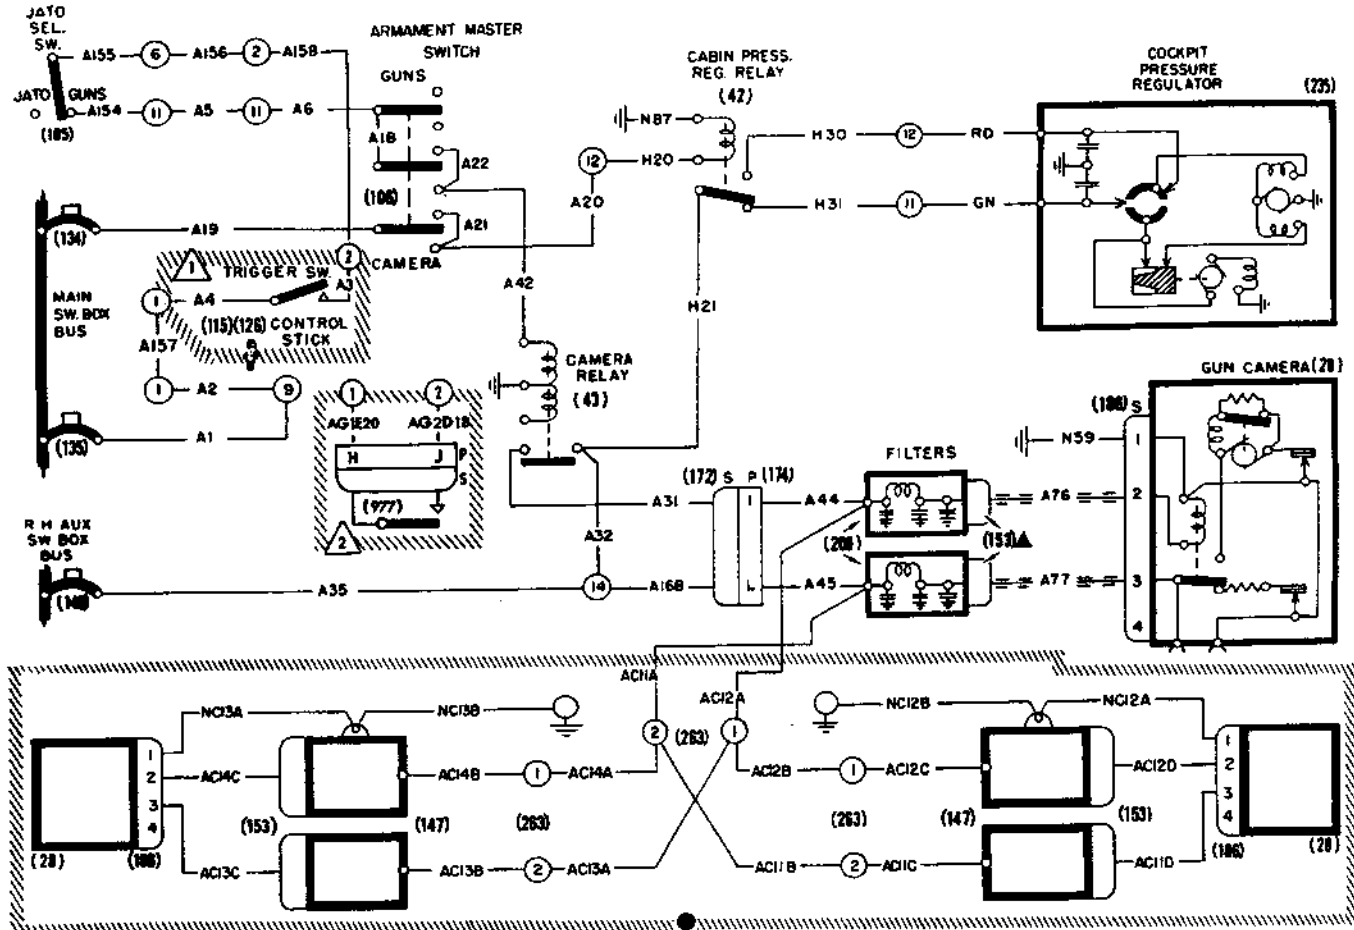 JATO
SEL.
SW.
A155 6 A156 2 A158
JATO GUNS
A154 11 A5 11 A6
(105)
ARMAMENT MASTER
SWITCH
GUNS
A18
A22
(106)
A21
CAMERA
(134)
A19
MAIN
SW. BOX
BUS
(135)
A1
1
TRIGGER SW.
2
A3
1 A4
(115)(126) CONTROL
STICK
A157
1 A2 9
A42
CABIN PRESS.
REG. RELAY
(42)
N87
12 H20
A20
H30 12 RD
H31 11 GN
H21
COCKPIT
PRESSURE
REGULATOR
(235)
CAMERA
RELAY
(43)
1 2
AG1E20 AG2D18
H J P
S
(977)
2
R H AUX
SW BOX
BUS
A35
14
A32
A31
A16B
(172) S P (174)
A44
A45
FILTERS
(153)
A76
A77
N59
GUN CAMERA (28)
(186) S
1
2
3
4
AC11A
AC12A
2 (263) 1
NC13A NC13B
NC12B NC12A
1
2
3
4
AC14C AC14B 1 AC14A
AC12B 1 AC12C AC12D
1
2
3
4
(153) (147) (263)
(263) (147) (153)
(28)
AC13C AC13B 2 AC13A
AC11B 2 AC11C AC11D
(186) (28)